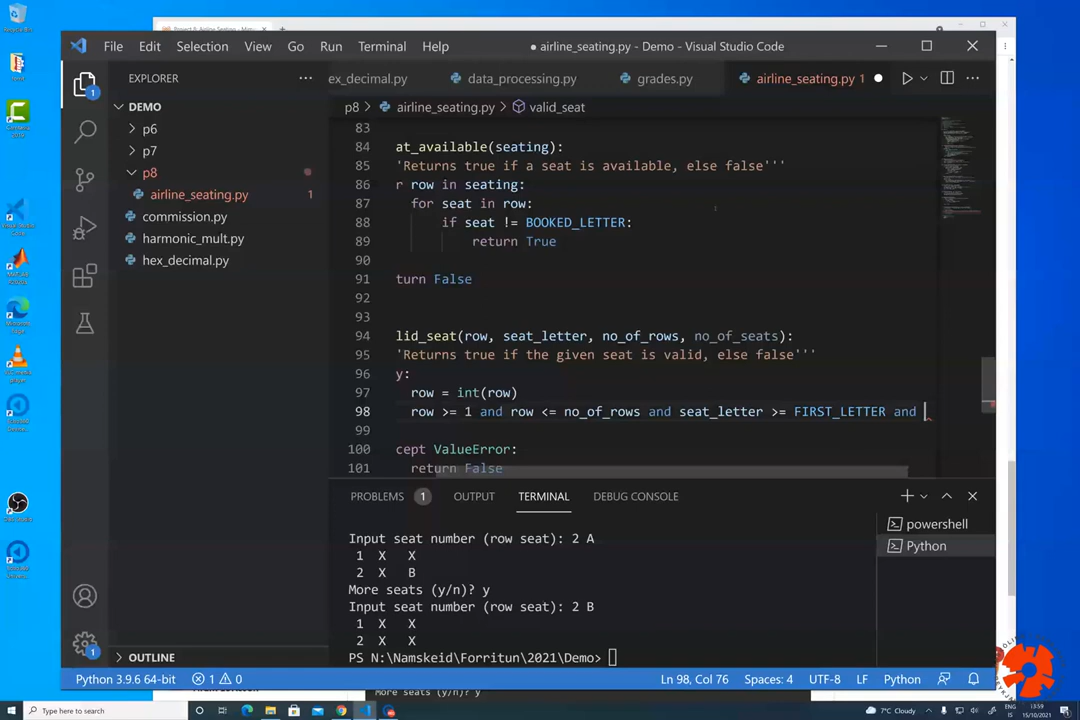 File Edit Selection View Go Run Terminal Help
airline_seating.py - Demo - Visual Studio Code
EXPLORER
ex_decimal.py data_processing.py grades.py airline_seating.py 1
DEMO
p6
p7
p8
airline_seating.py 1
commission.py
harmonic_mult.py
hex_decimal.py
p8 > airline_seating.py > valid_seat
83
84 at_available(seating):
85 'Returns true if a seat is available, else false'''
86 r row in seating:
87 for seat in row:
88 if seat != BOOKED_LETTER:
89 return True
90
91 turn False
92
93
94 lid_seat(row, seat_letter, no_of_rows, no_of_seats):
95 'Returns true if the given seat is valid, else false'''
96 y:
97 row = int(row)
98 row >= 1 and row <= no_of_rows and seat_letter >= FIRST_LETTER and
99
100 cept ValueError:
101 return False
PROBLEMS 1 OUTPUT TERMINAL DEBUG CONSOLE
powershell
Python
Input seat number (row seat): 2 A
1 X X
2 X B
More seats (y/n)? y
Input seat number (row seat): 2 B
1 X X
2 X X
PS N:\Namskeid\Forritun\2021\Demo>
OUTLINE
Python 3.9.6 64-bit 1 0 Ln 98, Col 76 Spaces: 4 UTF-8 LF Python
More seats (y/n)? y
Type here to search
7°C Cloudy
ENG
IS
13:59
15/10/2021